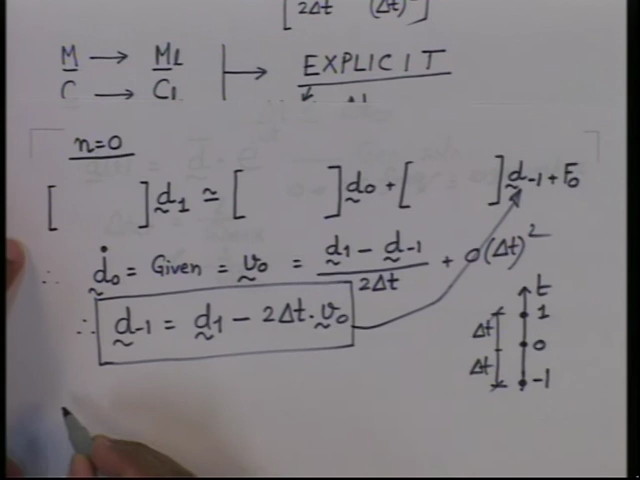 [ 2Δt (Δt)² ]
M → ML
C → CL
EXPLICIT
n=0
[ ] d1 ≃ [ ] d0 + [ ] d-1 + F0
∴ ḋ0 = Given = v0 = (d1 - d-1) / 2Δt + O(Δt)²
∴ d-1 = d1 - 2Δt · v0
t
1
Δt
0
Δt
-1